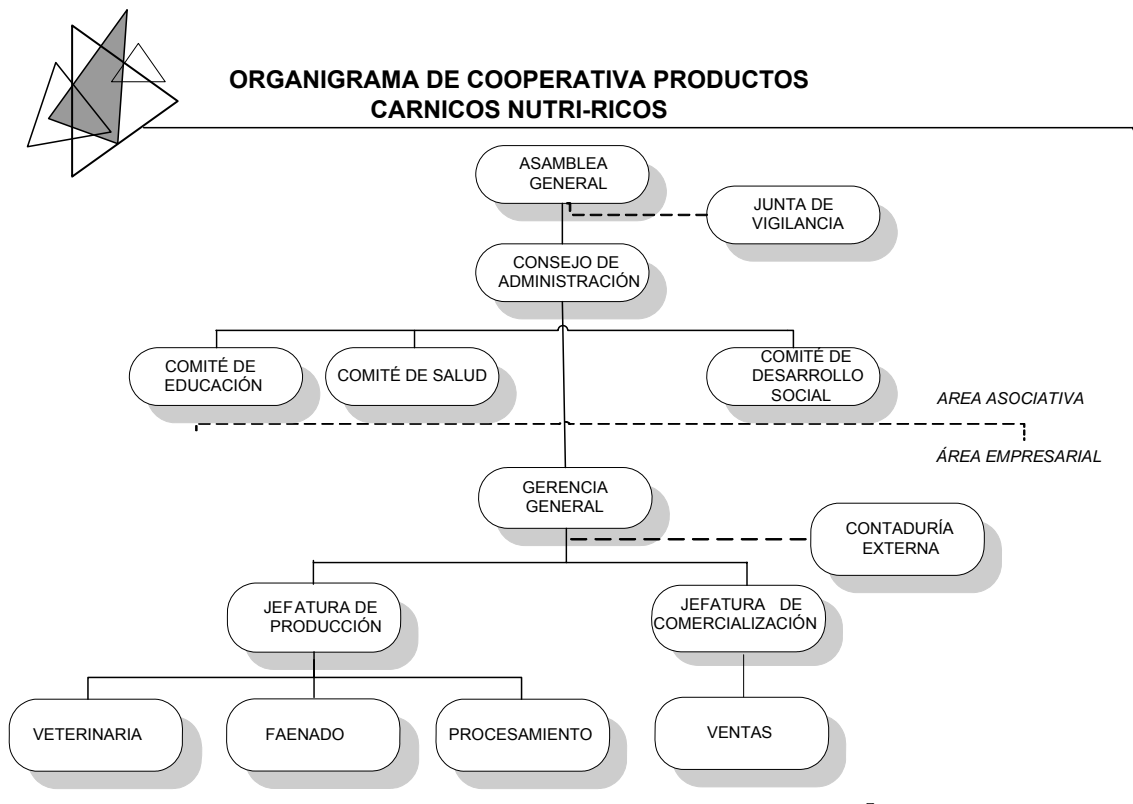 ORGANIGRAMA DE COOPERATIVA PRODUCTOS
CARNICOS NUTRI-RICOS
ASAMBLEA
GENERAL
JUNTA DE
VIGILANCIA
CONSEJO DE
ADMINISTRACIÓN
COMITÉ DE
EDUCACIÓN
COMITÉ DE SALUD
COMITÉ DE
DESARROLLO
SOCIAL
AREA ASOCIATIVA
ÁREA EMPRESARIAL
GERENCIA
GENERAL
CONTADURÍA
EXTERNA
JEFATURA DE
PRODUCCIÓN
JEFATURA DE
COMERCIALIZACIÓN
VETERINARIA
FAENADO
PROCESAMIENTO
VENTAS